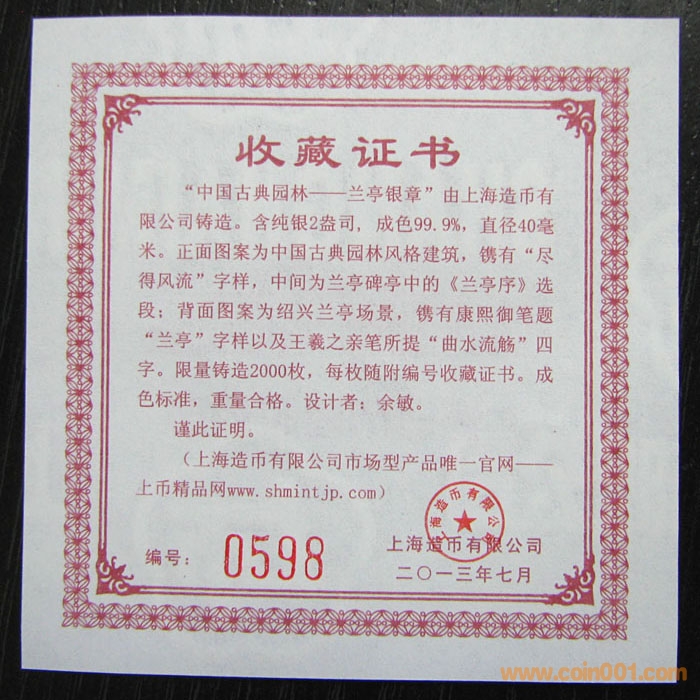 收藏证书
“中国古典园林——兰亭银章”由上海造币有
限公司铸造。含纯银2盎司，成色99.9%，直径40毫
米。正面图案为中国古典园林风格建筑，镌有“尽
得风流”字样，中间为兰亭碑亭中的《兰亭序》选
段；背面图案为绍兴兰亭场景，镌有康熙御笔题
“兰亭”字样以及王羲之亲笔所提“曲水流觞”四
字。限量铸造2000枚，每枚随附编号收藏证书。成
色标准，重量合格。设计者：余敏。
谨此证明。
（上海造币有限公司市场型产品唯一官网——
上币精品网www.shmintjp.com）
上海造币有限公司
编号：0598
上海造币有限公司
二〇一三年七月
www.coin001.com